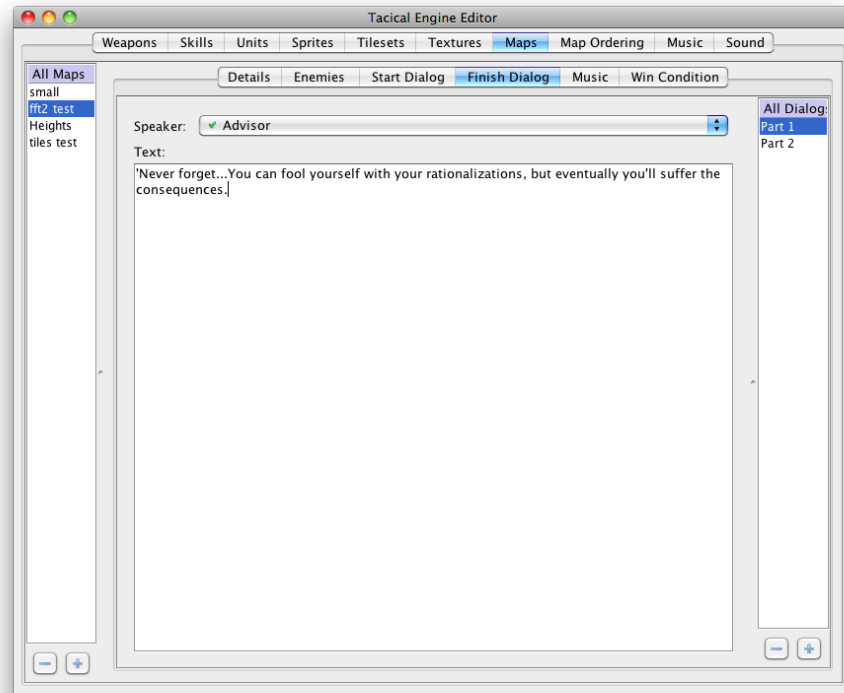 Tacical Engine Editor
Weapons Skills Units Sprites Tilesets Textures Maps Map Ordering Music Sound
All Maps
small
fft2 test
Heights
tiles test
Details Enemies Start Dialog Finish Dialog Music Win Condition
Speaker: Advisor
Text:
'Never forget...You can fool yourself with your rationalizations, but eventually you'll suffer the
consequences.
All Dialog:
Part 1
Part 2